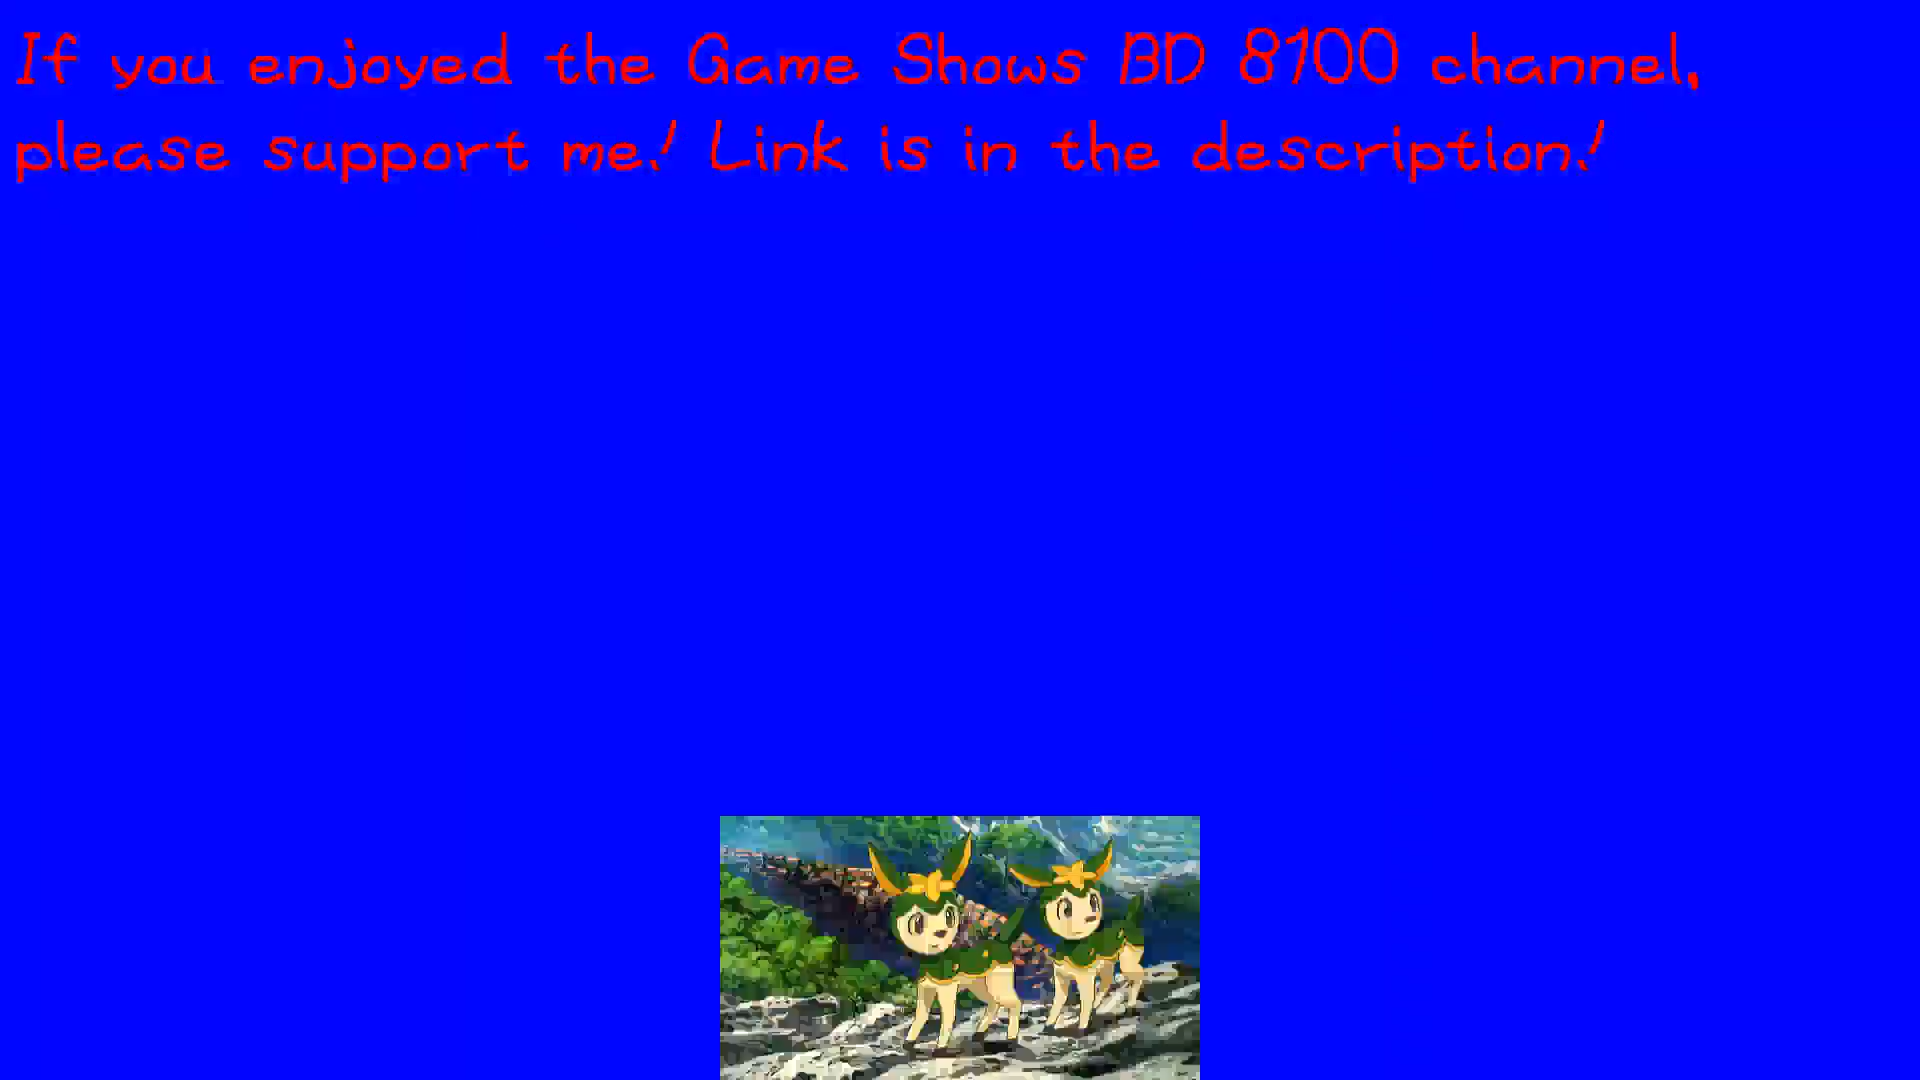 If you enjoyed the Game Shows BD 8100 channel,
please support me! Link is in the description!